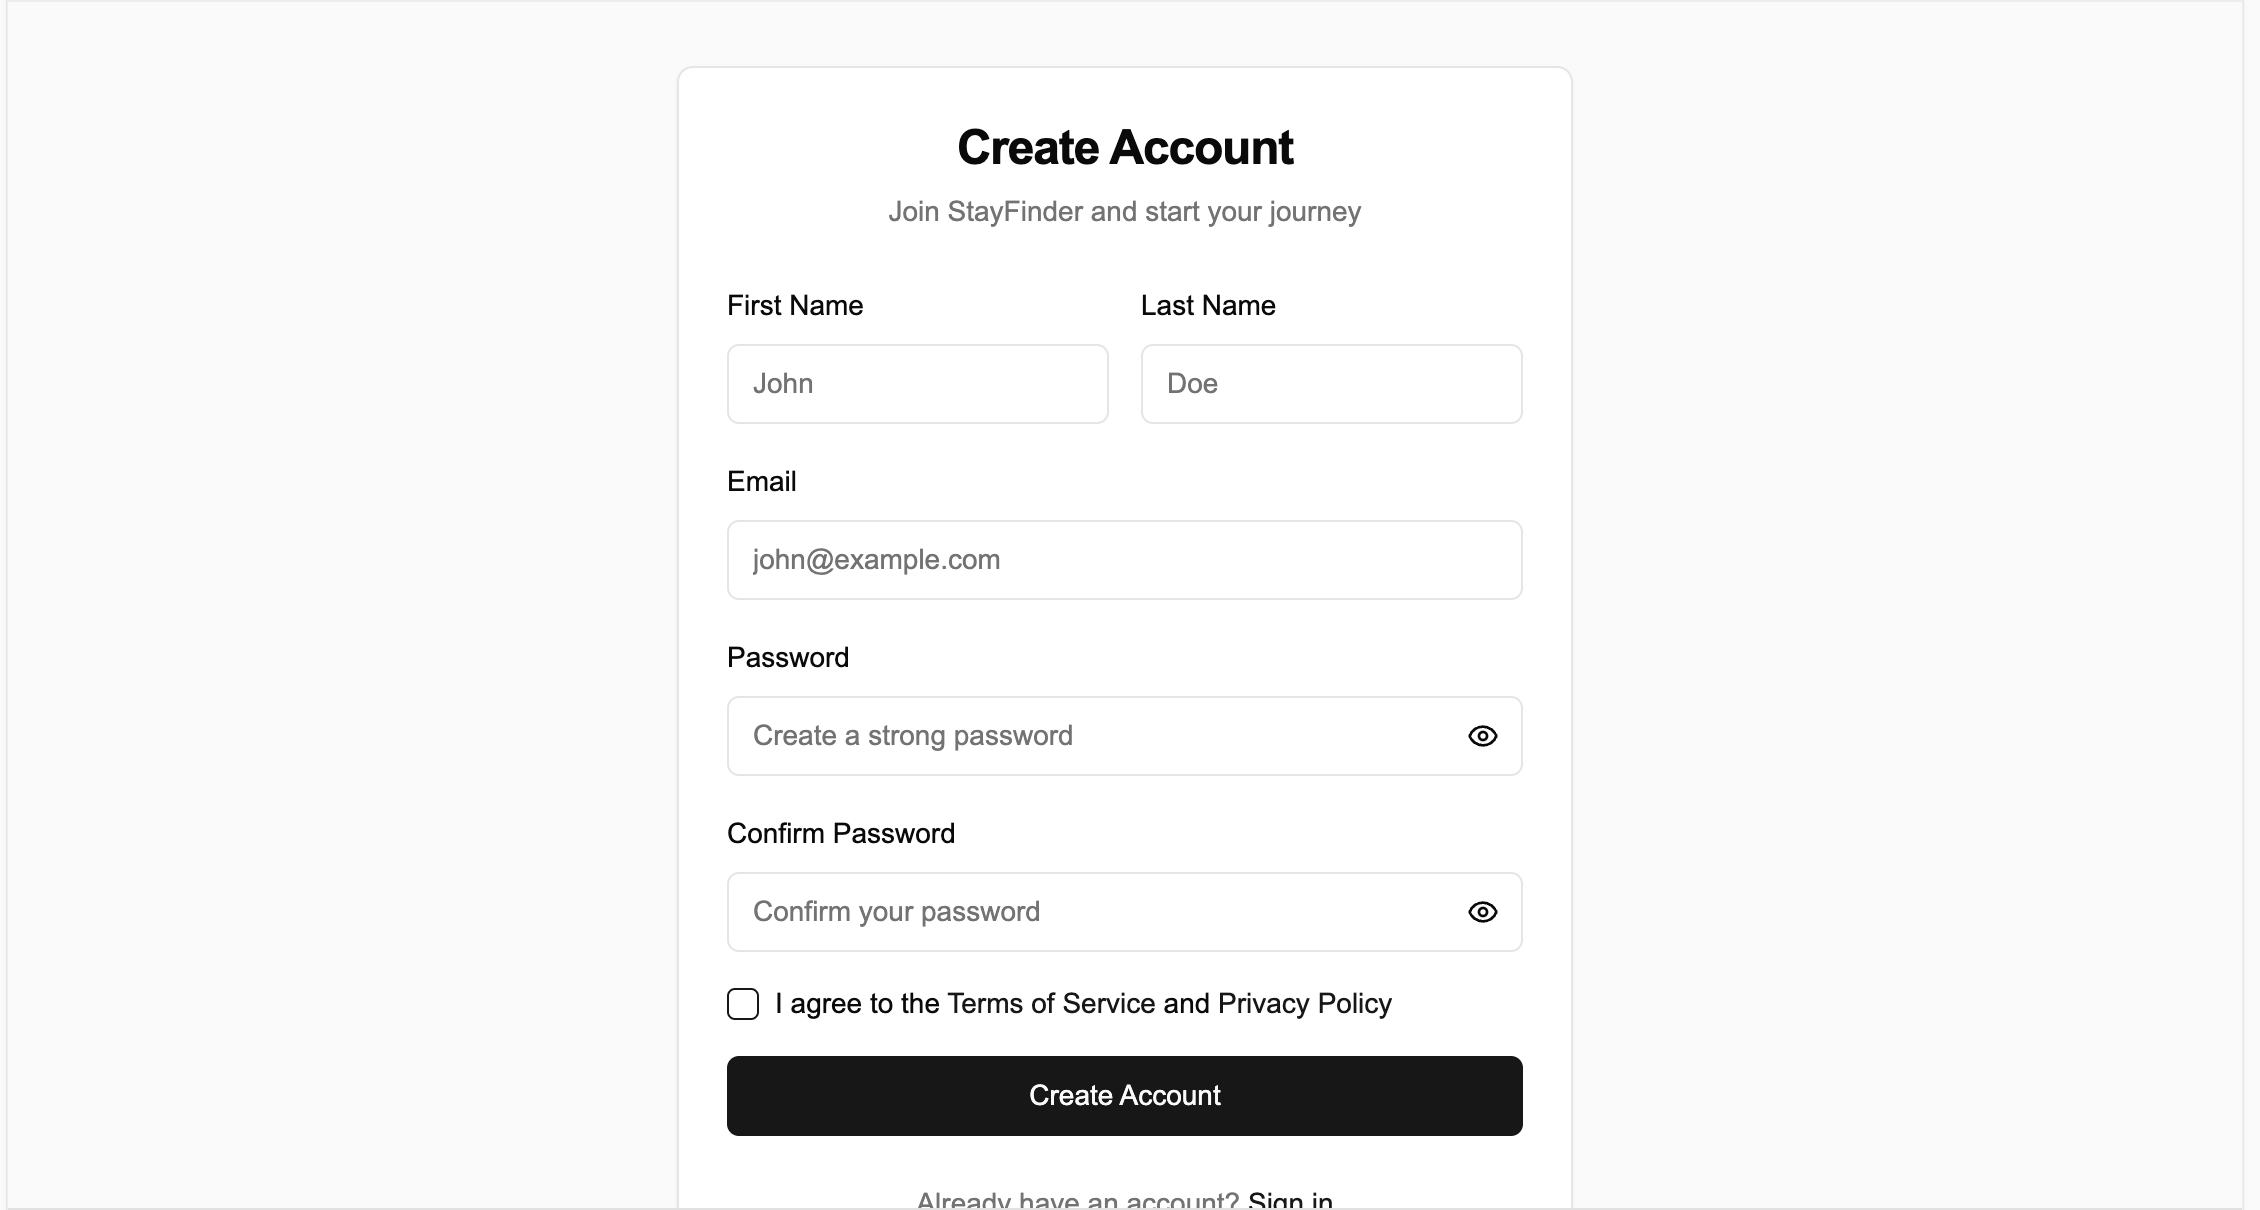 Create Account
Join StayFinder and start your journey
First Name
Last Name
John
Doe
Email
john@example.com
Password
Create a strong password
Confirm Password
Confirm your password
I agree to the Terms of Service and Privacy Policy
Create Account
Already have an account? Sign in